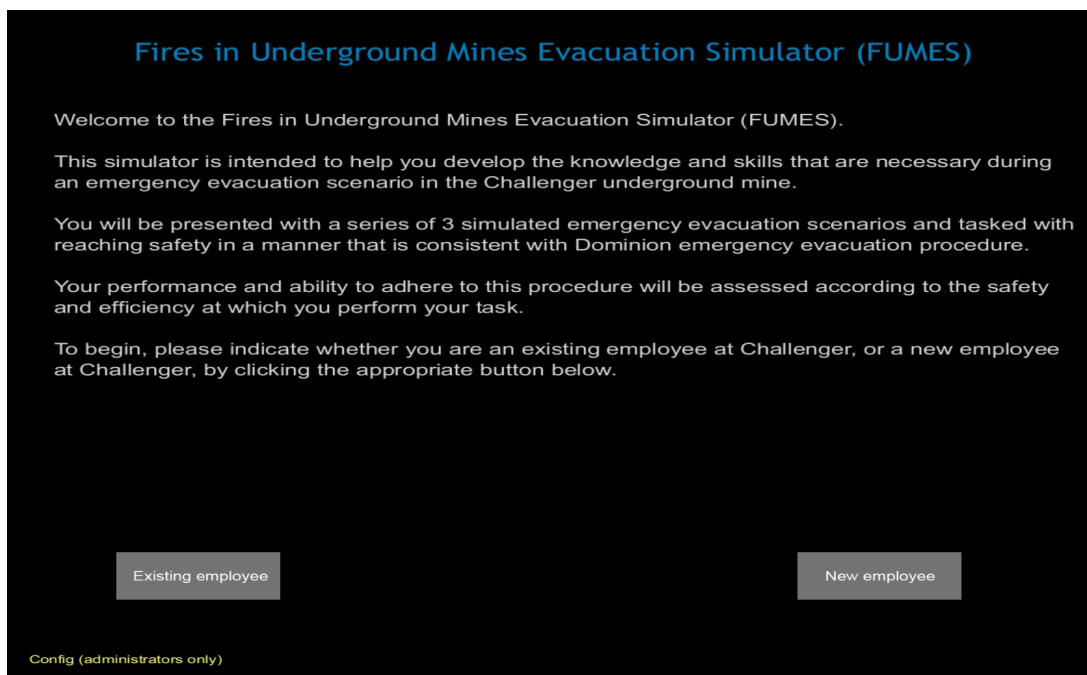 Fires in Underground Mines Evacuation Simulator (FUMES)
Welcome to the Fires in Underground Mines Evacuation Simulator (FUMES).
This simulator is intended to help you develop the knowledge and skills that are necessary during
an emergency evacuation scenario in the Challenger underground mine.
You will be presented with a series of 3 simulated emergency evacuation scenarios and tasked with
reaching safety in a manner that is consistent with Dominion emergency evacuation procedure.
Your performance and ability to adhere to this procedure will be assessed according to the safety
and efficiency at which you perform your task.
To begin, please indicate whether you are an existing employee at Challenger, or a new employee
at Challenger, by clicking the appropriate button below.
Existing employee
New employee
Config (administrators only)